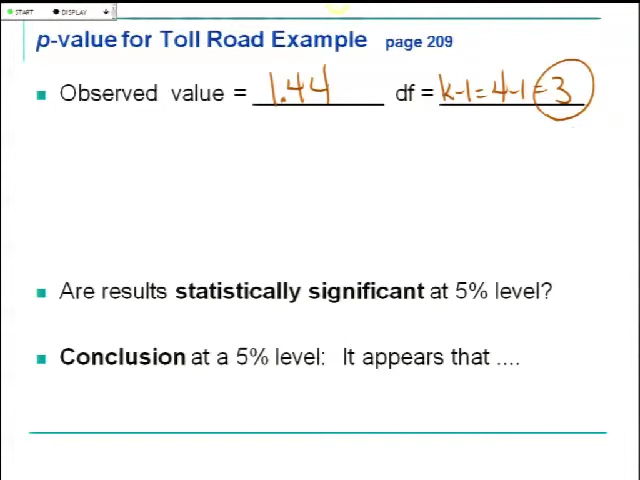 START DISPLAY
p-value for Toll Road Example page 209
Observed value = 1.44 df = k-1 = 4-1 = 3
Are results statistically significant at 5% level?
Conclusion at a 5% level: It appears that ....